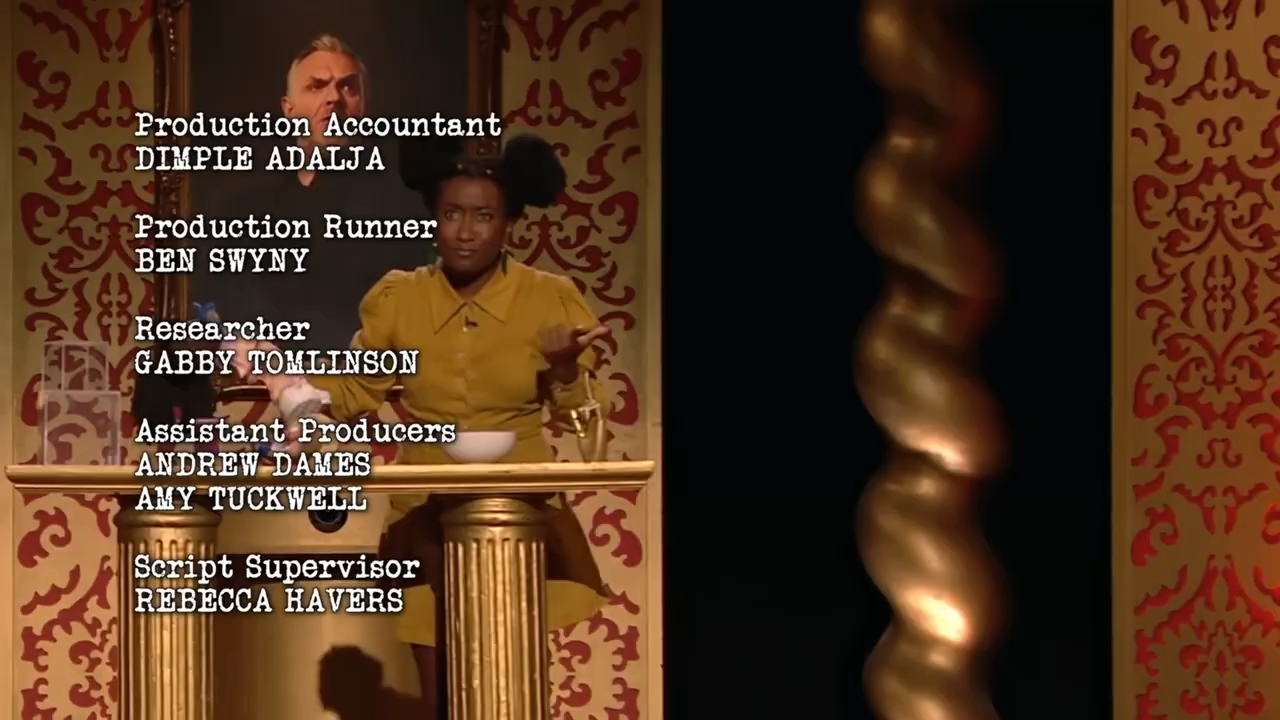 Production Accountant
DIMPLE ADALJA
Production Runner
BEN SWYNY
Researcher
GABBY TOMLINSON
Assistant Producers
ANDREW DAMES
AMY TUCKWELL
Script Supervisor
REBECCA HAVERS